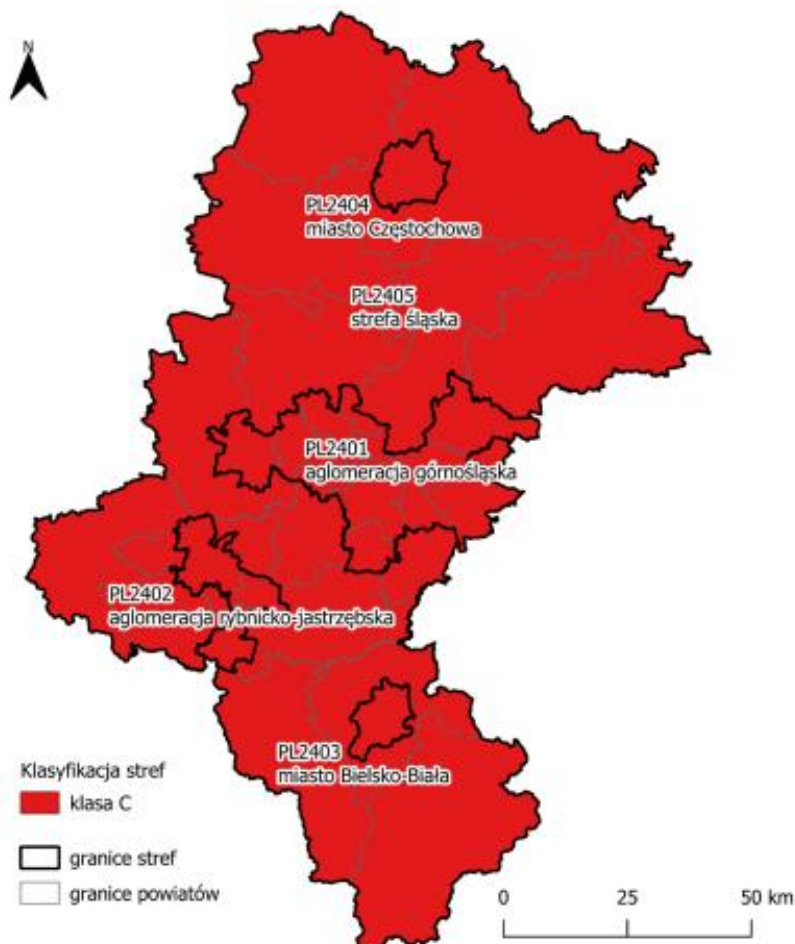 N
PL2404
miasto Częstochowa
PL2405
strefa śląska
PL2401
aglomeracja górnośląska
PL2402
aglomeracja rybnicko-jastrzębska
PL2403
miasto Bielsko-Biała
Klasyfikacja stref
klasa C
granice stref
granice powiatów
0 25 50 km